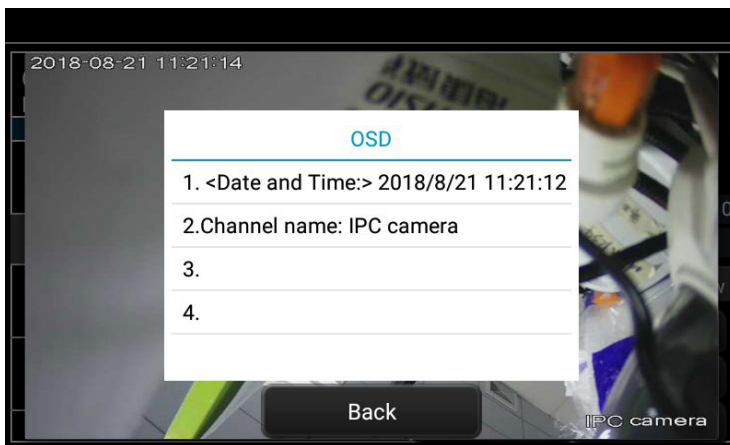 2018-08-21 11:21:14
OSD
1. <Date and Time:> 2018/8/21 11:21:12
2.Channel name: IPC camera
3.
4.
Back
IPC camera